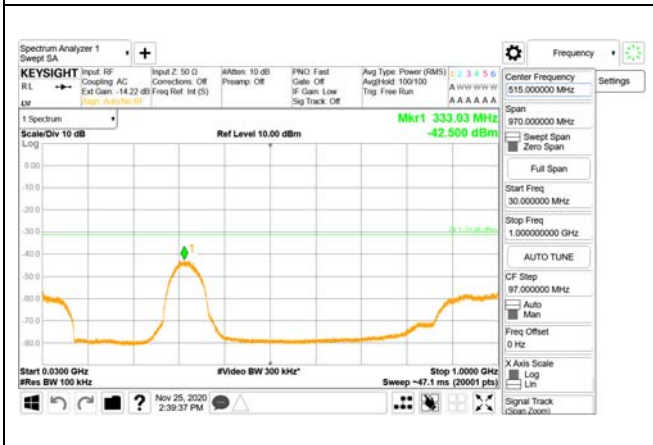 Spectrum Analyzer 1
Swept SA
Frequency
KEYSIGHT
Input: RF
Input Z: 50 Ω
#Atten: 10 dB
PNO: Fast
Avg Type: Power (RMS)
1 2 3 4 5 6
RL
Coupling: AC
Corrections: Off
Preamp: Off
Gate: Off
Avg|Hold: 100/100
A W W W W W
Ext Gain: -14.22 dB
Freq Ref: Int (S)
IF Gain: Low
Trig: Free Run
Align: Auto/No RF
Sig Track: Off
A A A A A A
Center Frequency
515.000000 MHz
Settings
1 Spectrum
Mkr1 333.03 MHz
Scale/Div 10 dB
Ref Level 10.00 dBm
-42.500 dBm
Log
Span
970.000000 MHz
Swept Span
Zero Span
Full Span
Start Freq
30.000000 MHz
Stop Freq
1.000000000 GHz
AUTO TUNE
CF Step
97.000000 MHz
Auto
Man
Freq Offset
0 Hz
X Axis Scale
Log
Lin
Signal Track
(Span Zoom)
0.00
-10.0
-20.0
-30.0
-40.0
-50.0
-60.0
-70.0
-80.0
1
Start 0.0300 GHz
#Video BW 300 kHz*
Stop 1.0000 GHz
#Res BW 100 kHz
Sweep ~47.1 ms (20001 pts)
?
Nov 25, 2020
2:39:37 PM